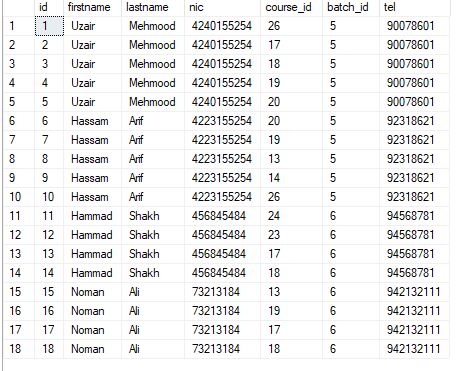 id firstname lastname nic course_id batch_id tel
1 1 Uzair Mehmood 4240155254 26 5 90078601
2 2 Uzair Mehmood 4240155254 17 5 90078601
3 3 Uzair Mehmood 4240155254 18 5 90078601
4 4 Uzair Mehmood 4240155254 19 5 90078601
5 5 Uzair Mehmood 4240155254 20 5 90078601
6 6 Hassam Arif 4223155254 20 5 92318621
7 7 Hassam Arif 4223155254 19 5 92318621
8 8 Hassam Arif 4223155254 13 5 92318621
9 9 Hassam Arif 4223155254 14 5 92318621
10 10 Hassam Arif 4223155254 26 5 92318621
11 11 Hammad Shakh 456845484 24 6 94568781
12 12 Hammad Shakh 456845484 23 6 94568781
13 13 Hammad Shakh 456845484 17 6 94568781
14 14 Hammad Shakh 456845484 18 6 94568781
15 15 Noman Ali 73213184 13 6 942132111
16 16 Noman Ali 73213184 19 6 942132111
17 17 Noman Ali 73213184 17 6 942132111
18 18 Noman Ali 73213184 18 6 942132111